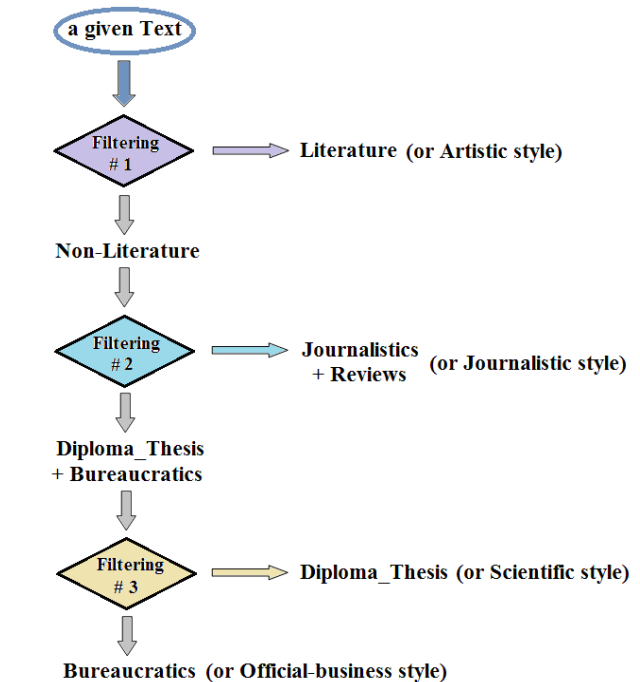 a given Text
Filtering
# 1
Literature (or Artistic style)
Non-Literature
Filtering
# 2
Journalistics
+ Reviews
(or Journalistic style)
Diploma_Thesis
+ Bureaucratics
Filtering
# 3
Diploma_Thesis (or Scientific style)
Bureaucratics (or Official-business style)